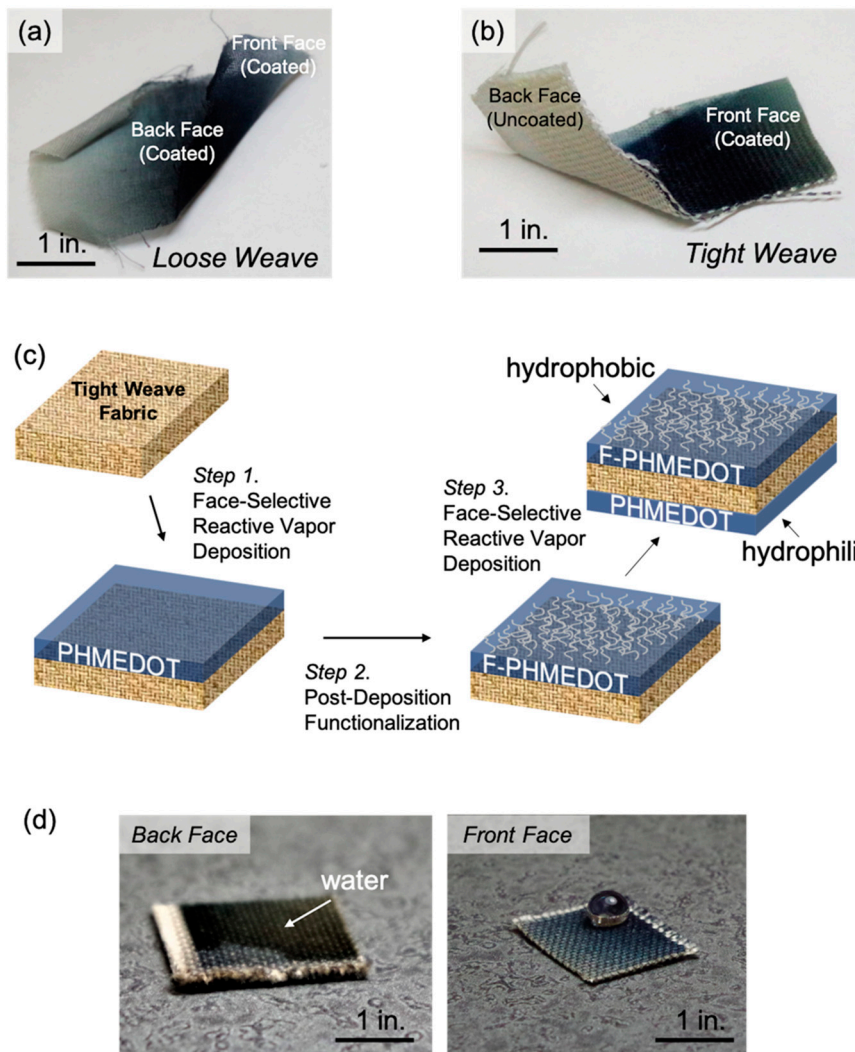 (a)
Front Face
(Coated)
Back Face
(Coated)
1 in.
Loose Weave
(b)
Back Face
(Uncoated)
Front Face
(Coated)
1 in.
Tight Weave
(c)
Tight Weave
Fabric
Step 1.
Face-Selective
Reactive Vapor
Deposition
PHMEDOT
Step 2.
Post-Deposition
Functionalization
F-PHMEDOT
Step 3.
Face-Selective
Reactive Vapor
Deposition
hydrophobic
F-PHMEDOT
PHMEDOT
hydrophili
(d)
Back Face
water
1 in.
Front Face
1 in.